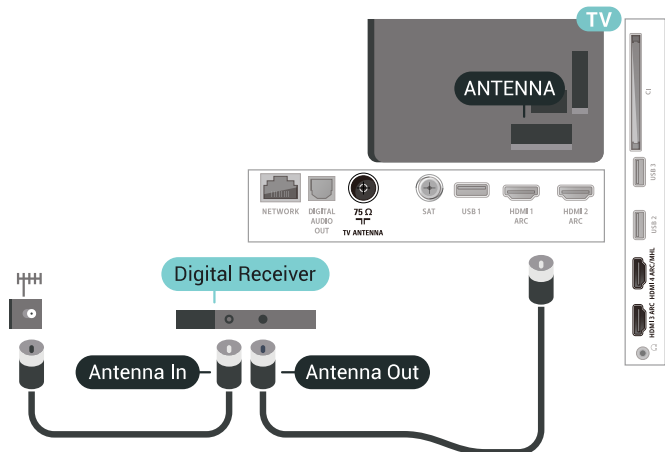 TV
ANTENNA
CI
USB 3
USB 2
HDMI 4 ARC/MHL
HDMI 3 ARC
NETWORK
DIGITAL
AUDIO
OUT
75 Ω
TV ANTENNA
SAT
USB 1
HDMI 1
ARC
HDMI 2
ARC
Digital Receiver
Antenna In
Antenna Out